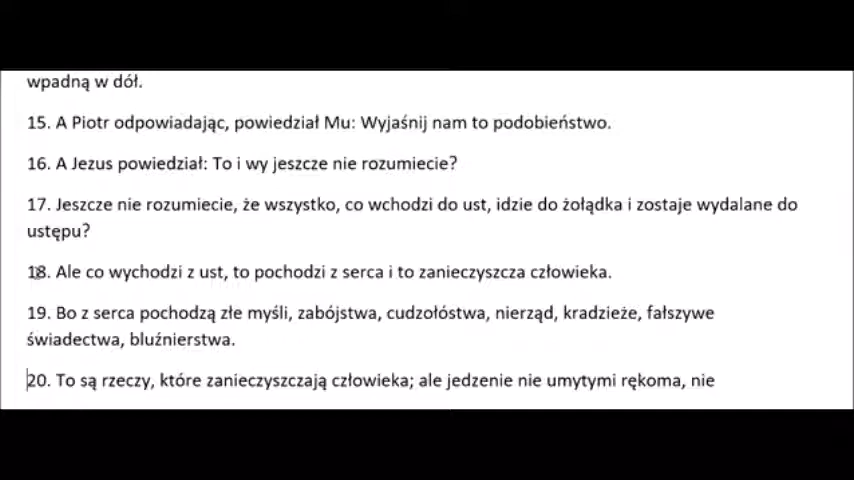 wpadną w dół.
15. A Piotr odpowiadając, powiedział Mu: Wyjaśnij nam to podobieństwo.
16. A Jezus powiedział: To i wy jeszcze nie rozumiecie?
17. Jeszcze nie rozumiecie, że wszystko, co wchodzi do ust, idzie do żołądka i zostaje wydalane do
ustępu?
18. Ale co wychodzi z ust, to pochodzi z serca i to zanieczyszcza człowieka.
19. Bo z serca pochodzą złe myśli, zabójstwa, cudzołóstwa, nierząd, kradzieże, fałszywe
świadectwa, bluźnierstwa.
20. To są rzeczy, które zanieczyszczają człowieka; ale jedzenie nie umytymi rękoma, nie